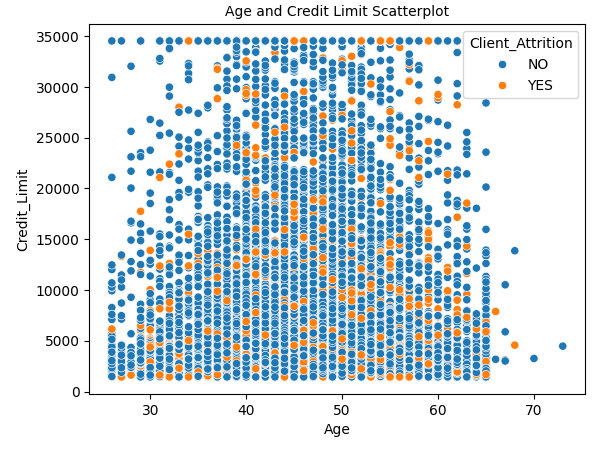 Age and Credit Limit Scatterplot
35000
30000
25000
20000
15000
10000
5000
0
Credit_Limit
Client_Attrition
NO
YES
30 40 50 60 70
Age